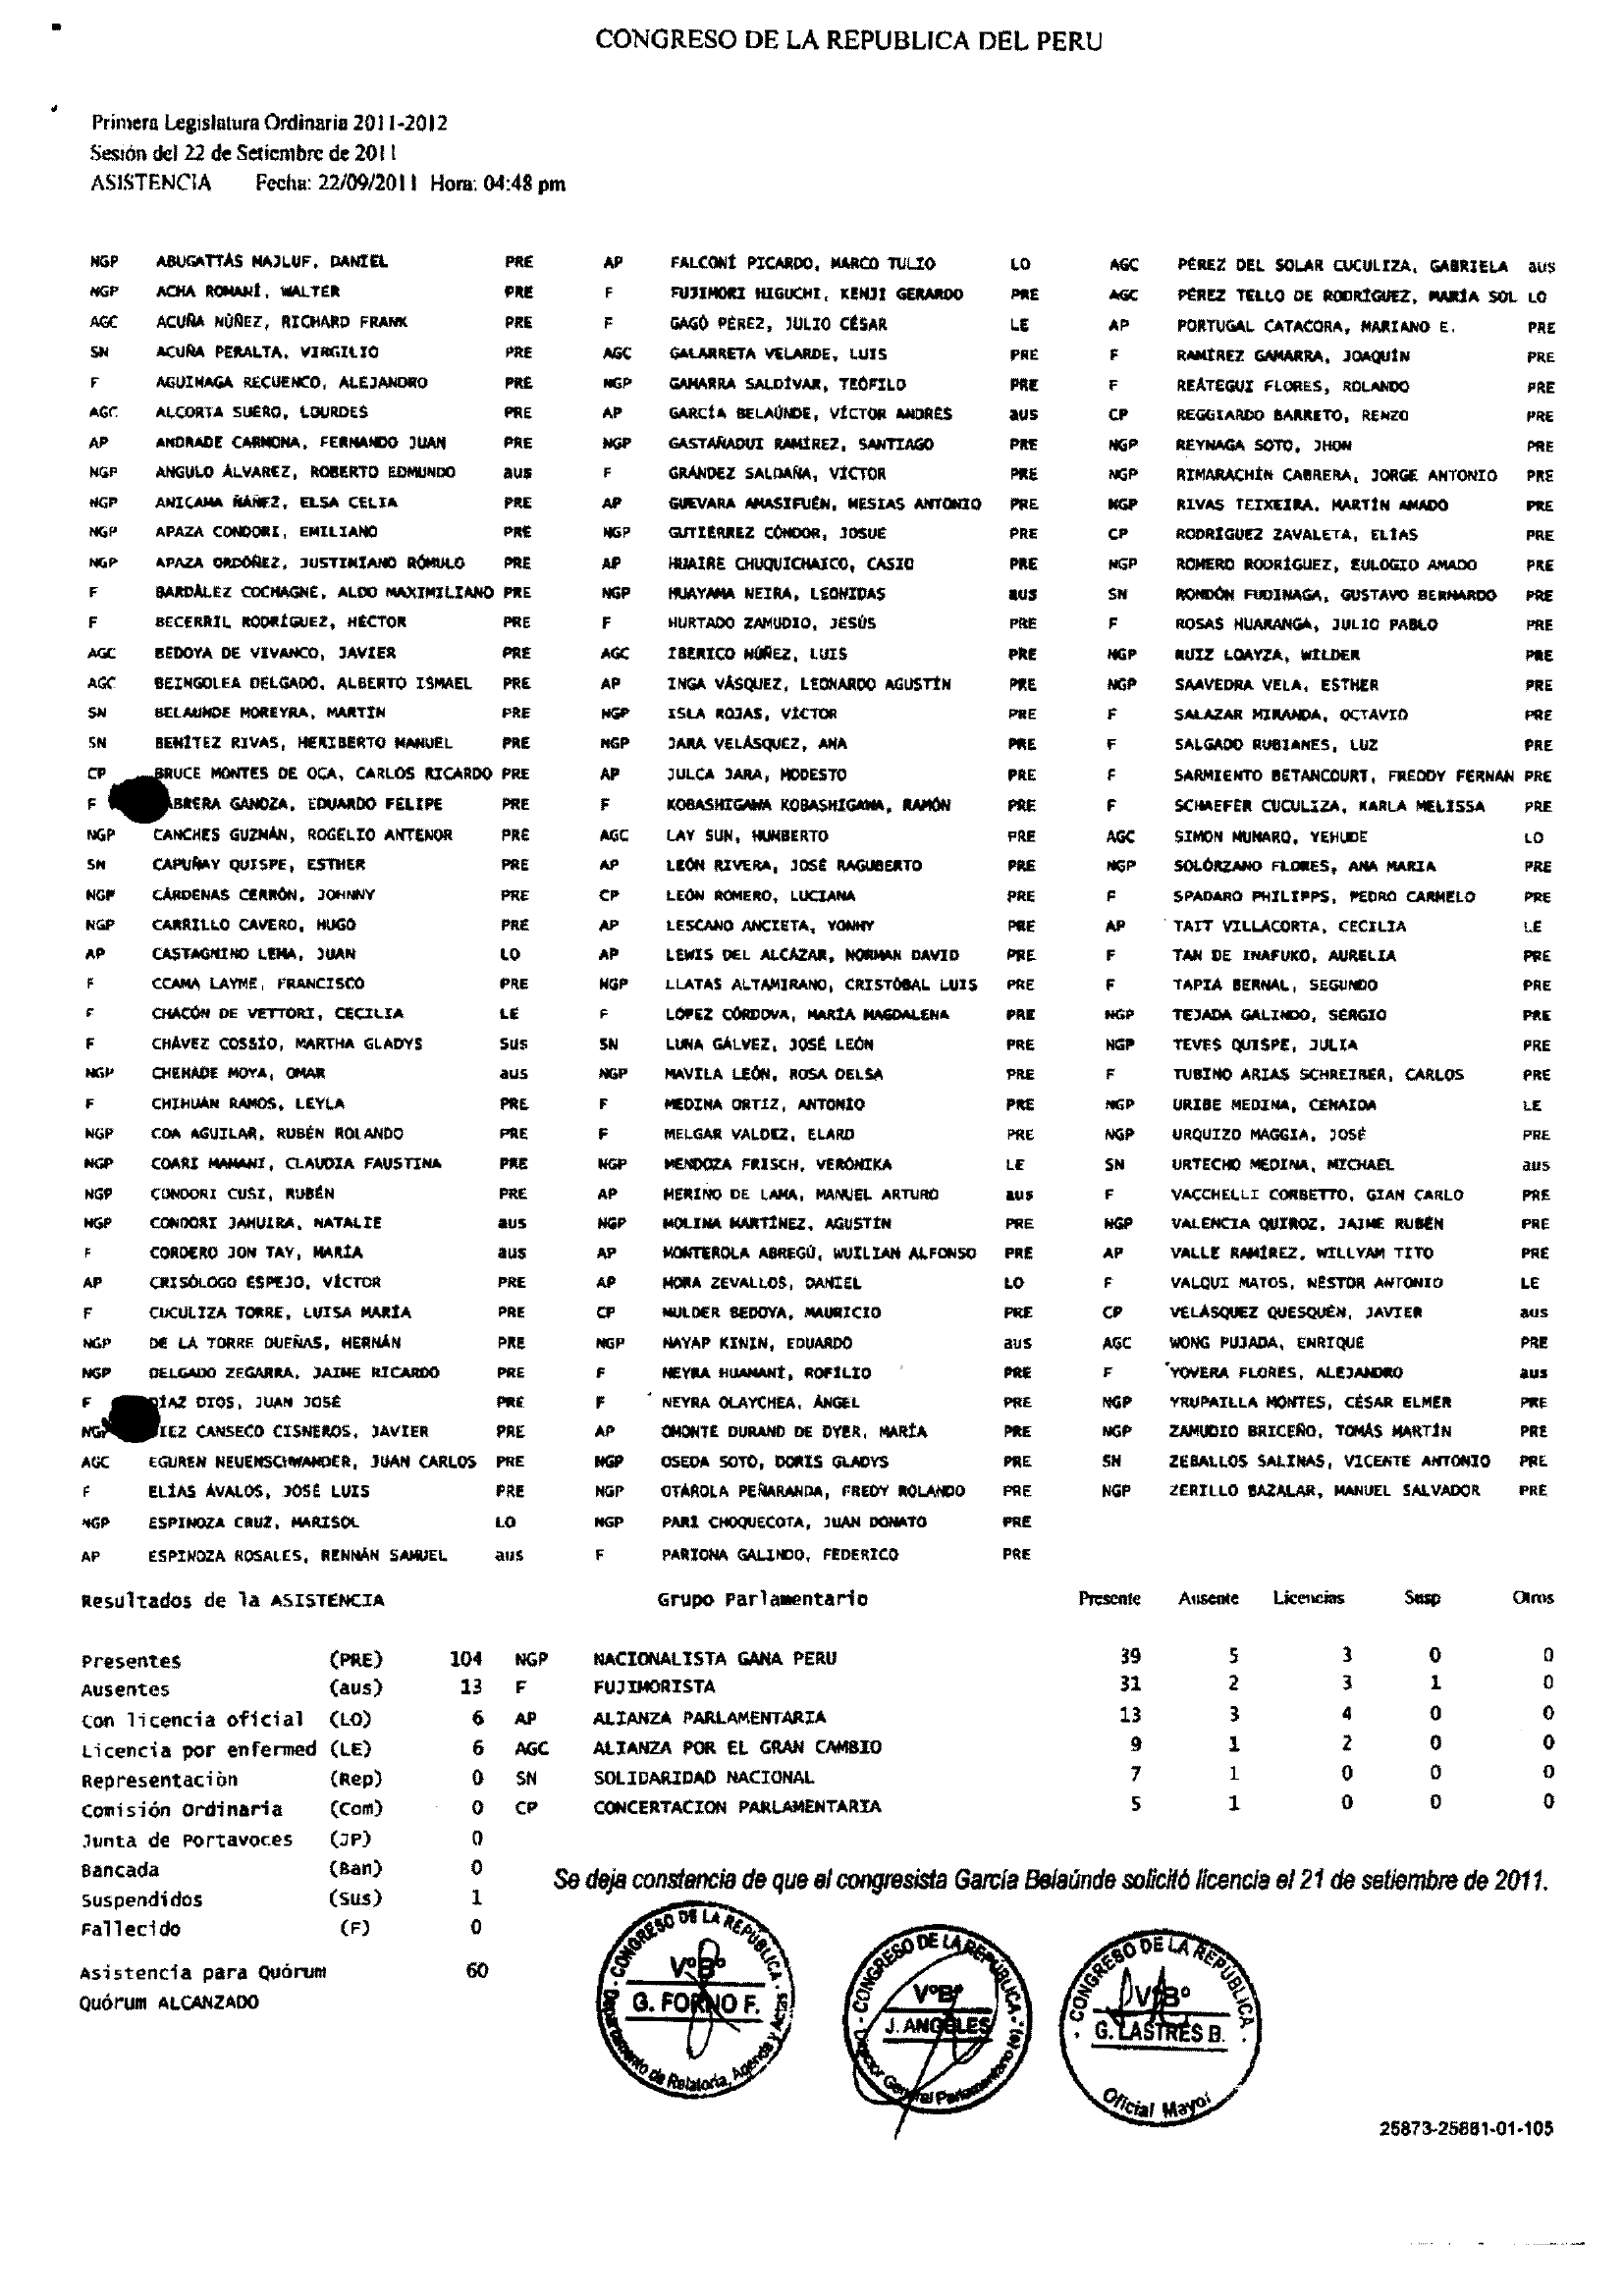 CONGRESO DE LA REPUBLICA DEL PERU
Primera Legislatura Ordinaria 2011-2012
Sesión del 22 de Setiembre de 2011
ASISTENCIA Fecha: 22/09/2011 Hora: 04:48 pm
NGP ABUGATTÁS MAJLUF, DANIEL PRE
NGP ACHA ROMANÍ, WALTER PRE
AGC ACUÑA NÚÑEZ, RICHARD FRANK PRE
SN ACUÑA PERALTA, VIRGILIO PRE
F AGUINAGA RECUENCO, ALEJANDRO PRE
AGC ALCORTA SUERO, LOURDES PRE
AP ANDRADE CARMONA, FERNANDO JUAN PRE
NGP ANGULO ÁLVAREZ, ROBERTO EDMUNDO aus
NGP ANICAMA ÑAÑEZ, ELSA CELIA PRE
NGP APAZA CONDORI, EMILIANO PRE
NGP APAZA ORDÓÑEZ, JUSTINIANO RÓMULO PRE
F BARDÁLEZ COCHAGNE, ALDO MAXIMILIANO PRE
F BECERRIL RODRÍGUEZ, HÉCTOR PRE
AGC BEDOYA DE VIVANCO, JAVIER PRE
AGC BEINGOLEA DELGADO, ALBERTO ISMAEL PRE
SN BELAUNDE MOREYRA, MARTÍN PRE
SN BENÍTEZ RIVAS, HERIBERTO MANUEL PRE
CP BRUCE MONTES DE OCA, CARLOS RICARDO PRE
F ABRERA GANOZA, EDUARDO FELIPE PRE
NGP CANCHES GUZMÁN, ROGELIO ANTENOR PRE
SN CAPUÑAY QUISPE, ESTHER PRE
NGP CÁRDENAS CERRÓN, JOHNNY PRE
NGP CARRILLO CAVERO, HUGO PRE
AP CASTAGNINO LEMA, JUAN LO
F CCAMA LAYME, FRANCISCO PRE
F CHACÓN DE VETTORI, CECILIA LE
F CHÁVEZ COSSÍO, MARTHA GLADYS Sus
NGP CHEHADE MOYA, OMAR aus
F CHIHUÁN RAMOS, LEYLA PRE
NGP COA AGUILAR, RUBÉN ROLANDO PRE
NGP COARI MAMANI, CLAUDIA FAUSTINA PRE
NGP CONDORI CUSI, RUBÉN PRE
NGP CONDORI JAHUIRA, NATALIE aus
F CORDERO JON TAY, MARÍA aus
AP CRISÓLOGO ESPEJO, VÍCTOR PRE
F CUCULIZA TORRE, LUISA MARÍA PRE
NGP DE LA TORRE DUEÑAS, HERNÁN PRE
NGP DELGADO ZEGARRA, JAIME RICARDO PRE
F DÍAZ DIOS, JUAN JOSÉ PRE
NGP IEZ CANSECO CISNEROS, JAVIER PRE
AGC EGUREN NEUENSCHWANDER, JUAN CARLOS PRE
F ELÍAS ÁVALOS, JOSÉ LUIS PRE
NGP ESPINOZA CRUZ, MARISOL LO
AP ESPINOZA ROSALES, RENNÁN SAMUEL aus
AP FALCONÍ PICARDO, MARCO TULIO LO
F FUJIMORI HIGUCHI, KENJI GERARDO PRE
F GAGÓ PÉREZ, JULIO CÉSAR LE
AGC GALARRETA VELARDE, LUIS PRE
NGP GAMARRA SALDÍVAR, TEÓFILO PRE
AP GARCÍA BELAÚNDE, VÍCTOR ANDRÉS aus
NGP GASTAÑADUI RAMÍREZ, SANTIAGO PRE
F GRÁNDEZ SALDAÑA, VÍCTOR PRE
AP GUEVARA AMASIFUÉN, MESIAS ANTONIO PRE
NGP GUTIÉRREZ CÓNDOR, JOSUÉ PRE
AP HUAIRE CHUQUICHAICO, CASIO PRE
NGP HUAYAMA NEIRA, LEONIDAS aus
F HURTADO ZAMUDIO, JESÚS PRE
AGC IBERICO NÚÑEZ, LUIS PRE
AP INGA VÁSQUEZ, LEONARDO AGUSTÍN PRE
NGP ISLA ROJAS, VÍCTOR PRE
NGP JARA VELÁSQUEZ, ANA PRE
AP JULCA JARA, MODESTO PRE
F KOBASHIGAWA KOBASHIGAWA, RAMÓN PRE
AGC LAY SUN, HUMBERTO PRE
AP LEÓN RIVERA, JOSÉ RAGUBERTO PRE
CP LEÓN ROMERO, LUCIANA PRE
AP LESCANO ANCIETA, YONHY PRE
AP LEWIS DEL ALCÁZAR, NORMAN DAVID PRE
NGP LLATAS ALTAMIRANO, CRISTÓBAL LUIS PRE
F LÓPEZ CÓRDOVA, MARÍA MAGDALENA PRE
SN LUNA GÁLVEZ, JOSÉ LEÓN PRE
NGP MAVILA LEÓN, ROSA DELSA PRE
F MEDINA ORTIZ, ANTONIO PRE
F MELGAR VALDEZ, ELARD PRE
NGP MENDOZA FRISCH, VERÓNIKA LE
AP MERINO DE LAMA, MANUEL ARTURO aus
NGP MOLINA MARTÍNEZ, AGUSTÍN PRE
AP MONTEROLA ABREGÚ, WUILIAN ALFONSO PRE
AP MORA ZEVALLOS, DANIEL LO
CP MULDER BEDOYA, MAURICIO PRE
NGP NAYAP KININ, EDUARDO aus
F NEYRA HUAMANÍ, ROFÍLIO PRE
F NEYRA OLAYCHEA, ÁNGEL PRE
AP OMONTE DURAND DE DYER, MARÍA PRE
NGP OSEDA SOTO, DORIS GLADYS PRE
NGP OTÁROLA PEÑARANDA, FREDY ROLANDO PRE
NGP PARI CHOQUECOTA, JUAN DONATO PRE
F PARIONA GALINDO, FEDERICO PRE
AGC PÉREZ DEL SOLAR CUCULIZA, GABRIELA aus
AGC PÉREZ TELLO DE RODRÍGUEZ, MARÍA SOL LO
AP PORTUGAL CATACORA, MARIANO E. PRE
F RAMÍREZ GAMARRA, JOAQUÍN PRE
F REÁTEGUI FLORES, ROLANDO PRE
CP REGGIARDO BARRETO, RENZO PRE
NGP REYNAGA SOTO, JHON PRE
NGP RIMARACHÍN CABRERA, JORGE ANTONIO PRE
NGP RIVAS TEIXEIRA, MARTÍN AMADO PRE
CP RODRÍGUEZ ZAVALETA, ELÍAS PRE
NGP ROMERO RODRÍGUEZ, EULOGIO AMADO PRE
SN RONDÓN FUDINAGA, GUSTAVO BERNARDO PRE
F ROSAS HUARANGA, JULIO PABLO PRE
NGP RUIZ LOAYZA, WILDER PRE
NGP SAAVEDRA VELA, ESTHER PRE
F SALAZAR MIRANDA, OCTAVIO PRE
F SALGADO RUBIANES, LUZ PRE
F SARMIENTO BETANCOURT, FREDDY FERNAN PRE
F SCHAEFER CUCULIZA, KARLA MELISSA PRE
AGC SIMON MUNARO, YEHUDE LO
NGP SOLÓRZANO FLORES, ANA MARIA PRE
F SPADARO PHILIPPS, PEDRO CARMELO PRE
AP TAIT VILLACORTA, CECILIA LE
F TAN DE INAFUKO, AURELIA PRE
F TAPIA BERNAL, SEGUNDO PRE
NGP TEJADA GALINDO, SERGIO PRE
NGP TEVES QUISPE, JULIA PRE
F TUBINO ARIAS SCHREIBER, CARLOS PRE
NGP URIBE MEDINA, CENAIDA LE
NGP URQUIZO MAGGIA, JOSÉ PRE
SN URTECHO MEDINA, MICHAEL aus
F VACCHELLI CORBETTO, GIAN CARLO PRE
NGP VALENCIA QUIROZ, JAIME RUBÉN PRE
AP VALLE RAMÍREZ, WILLYAM TITO PRE
F VALQUI MATOS, NÉSTOR ANTONIO LE
CP VELÁSQUEZ QUESQUÉN, JAVIER aus
AGC WONG PUJADA, ENRIQUE PRE
F YOVERA FLORES, ALEJANDRO aus
NGP YRUPAILLA MONTES, CÉSAR ELMER PRE
NGP ZAMUDIO BRICEÑO, TOMÁS MARTÍN PRE
SN ZEBALLOS SALINAS, VICENTE ANTONIO PRE
NGP ZERILLO BAZALAR, MANUEL SALVADOR PRE
Resultados de la ASISTENCIA
Presentes (PRE) 104
Ausentes (aus) 13
Con licencia oficial (LO) 6
Licencia por enfermed (LE) 6
Representación (Rep) 0
Comisión Ordinaria (Com) 0
Junta de Portavoces (JP) 0
Bancada (Ban) 0
Suspendidos (Sus) 1
Fallecido (F) 0
Asistencia para Quórum 60
Quórum ALCANZADO
Grupo Parlamentario Presente Ausente Licencias Susp Otros
NGP NACIONALISTA GANA PERU 39 5 3 0 0
F FUJIMORISTA 31 2 3 1 0
AP ALIANZA PARLAMENTARIA 13 3 4 0 0
AGC ALIANZA POR EL GRAN CAMBIO 9 1 2 0 0
SN SOLIDARIDAD NACIONAL 7 1 0 0 0
CP CONCERTACION PARLAMENTARIA 5 1 0 0 0
Se deja constancia de que el congresista García Belaúnde solicitó licencia el 21 de setiembre de 2011.
CONGRESO DE LA REPÚBLICA
VºBº
G. FORNO F.
Departamento de Relatoría, Agenda y Actas
CONGRESO DE LA REPÚBLICA
VºBº
J. ANGELES
Director General Parlamentario (e)
CONGRESO DE LA REPÚBLICA
VºBº
G. LASTRES B.
Oficial Mayor
25873-25881-01-105